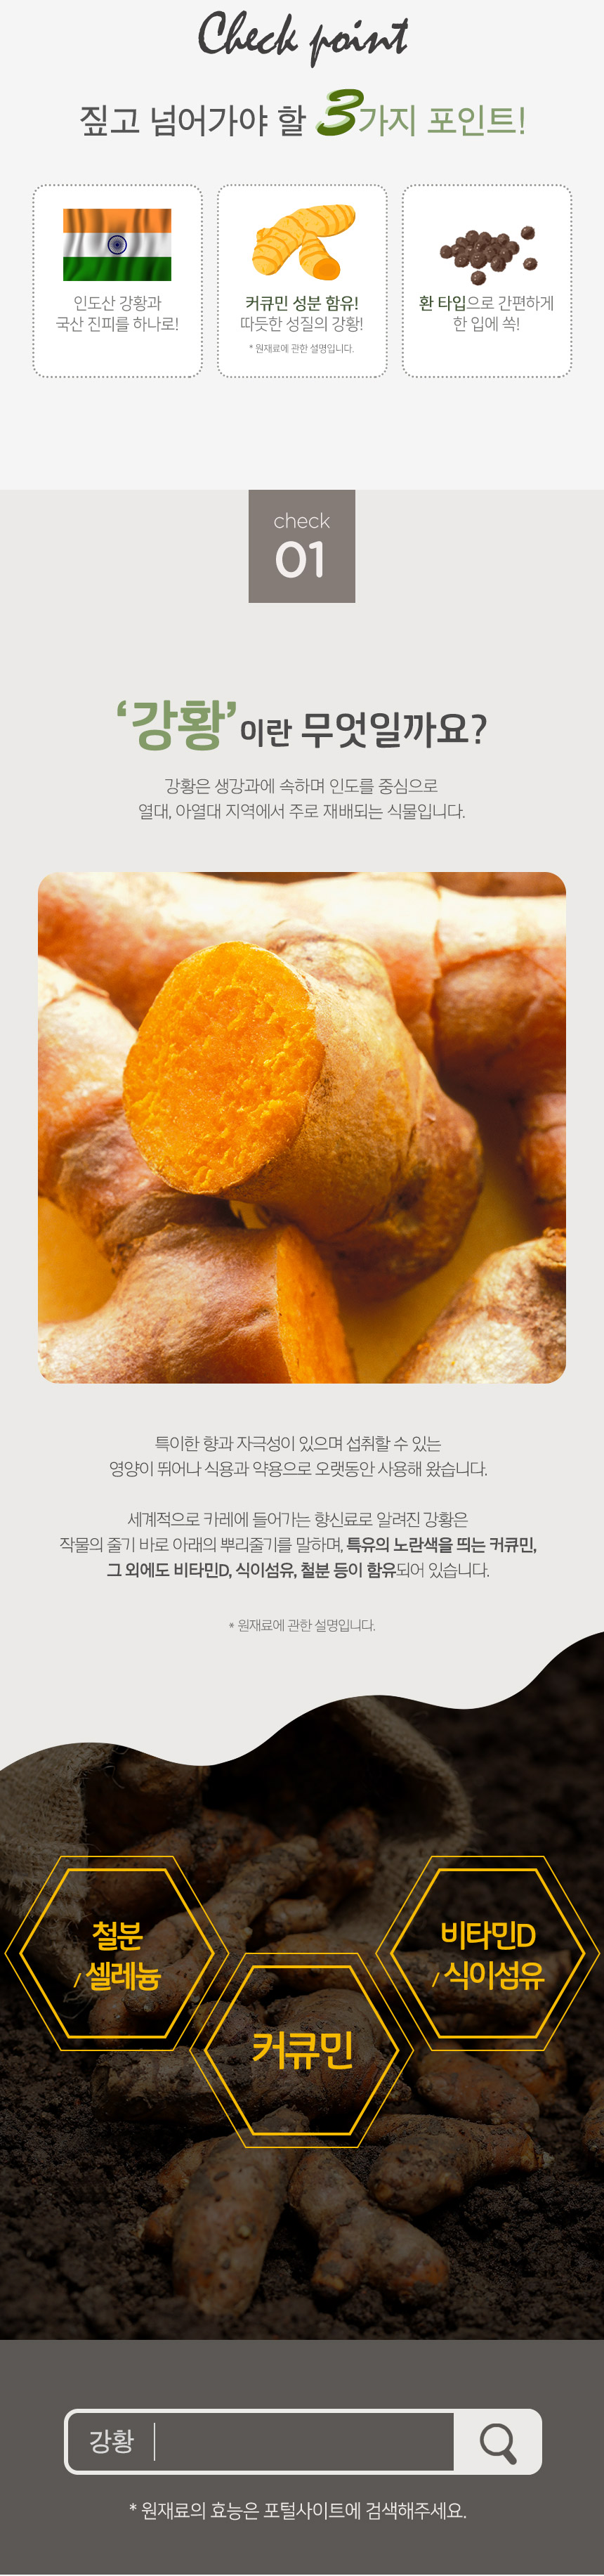 Check point
짚고 넘어가야 할 3가지 포인트!
인도산 강황과
국산 진피를 하나로!
커큐민 성분 함유!
따듯한 성질의 강황!
* 원재료에 관한 설명입니다.
환 타입으로 간편하게
한 입에 쏙!
check
01
‘강황’이란 무엇일까요?
강황은 생강과에 속하며 인도를 중심으로
열대, 아열대 지역에서 주로 재배되는 식물입니다.
특이한 향과 자극성이 있으며 섭취할 수 있는
영양이 뛰어나 식용과 약용으로 오랫동안 사용해 왔습니다.
세계적으로 카레에 들어가는 향신료로 알려진 강황은
작물의 줄기 바로 아래의 뿌리줄기를 말하며, 특유의 노란색을 띄는 커큐민,
그 외에도 비타민D, 식이섬유, 철분 등이 함유되어 있습니다.
* 원재료에 관한 설명입니다.
철분
/ 셀레늄
비타민D
/ 식이섬유
커큐민
강황
* 원재료의 효능은 포털사이트에 검색해주세요.